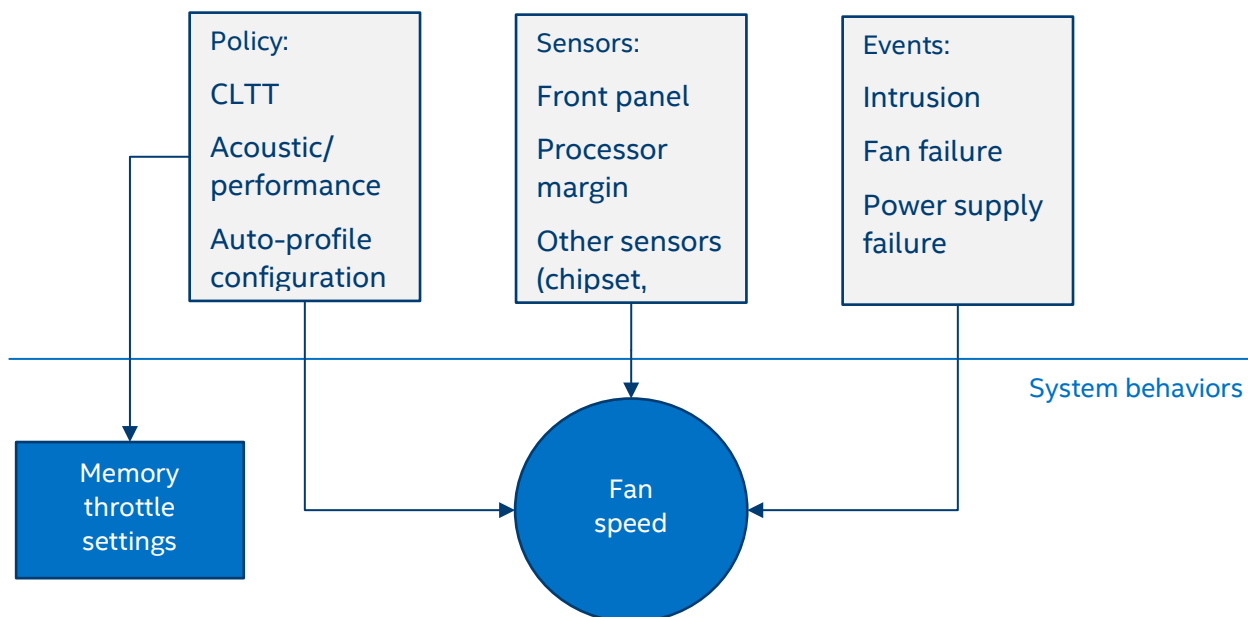 Policy:
CLTT
Acoustic/
performance
Auto-profile
configuration
Sensors:
Front panel
Processor
margin
Other sensors
(chipset,
Events:
Intrusion
Fan failure
Power supply
failure
System behaviors
Memory
throttle
settings
Fan
speed